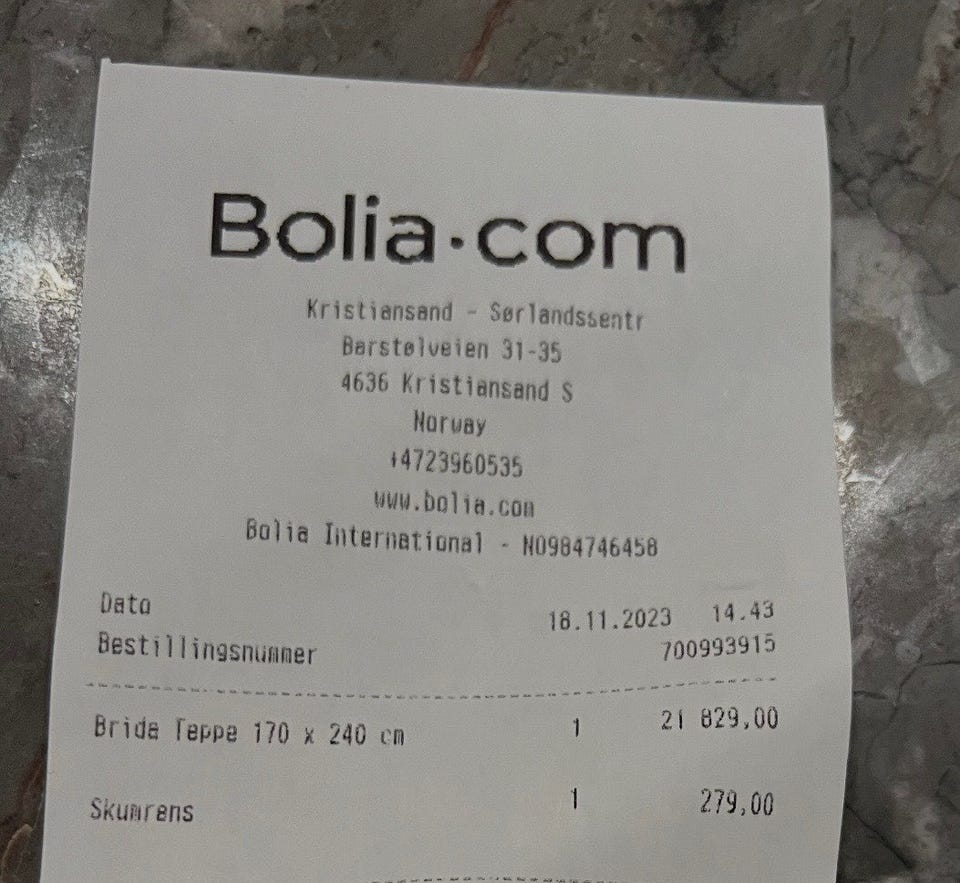 Bolia.com
Kristiansand - Sørlandssentr
Barstølveien 31-35
4636 Kristiansand S
Norway
+4723960535
www.bolia.com
Bolia International - NO984746458
Dato 18.11.2023 14.43
Bestillingsnummer 700993915
Bride Teppe 170 x 240 cm 1 21 829,00
Skumrens 1 279,00